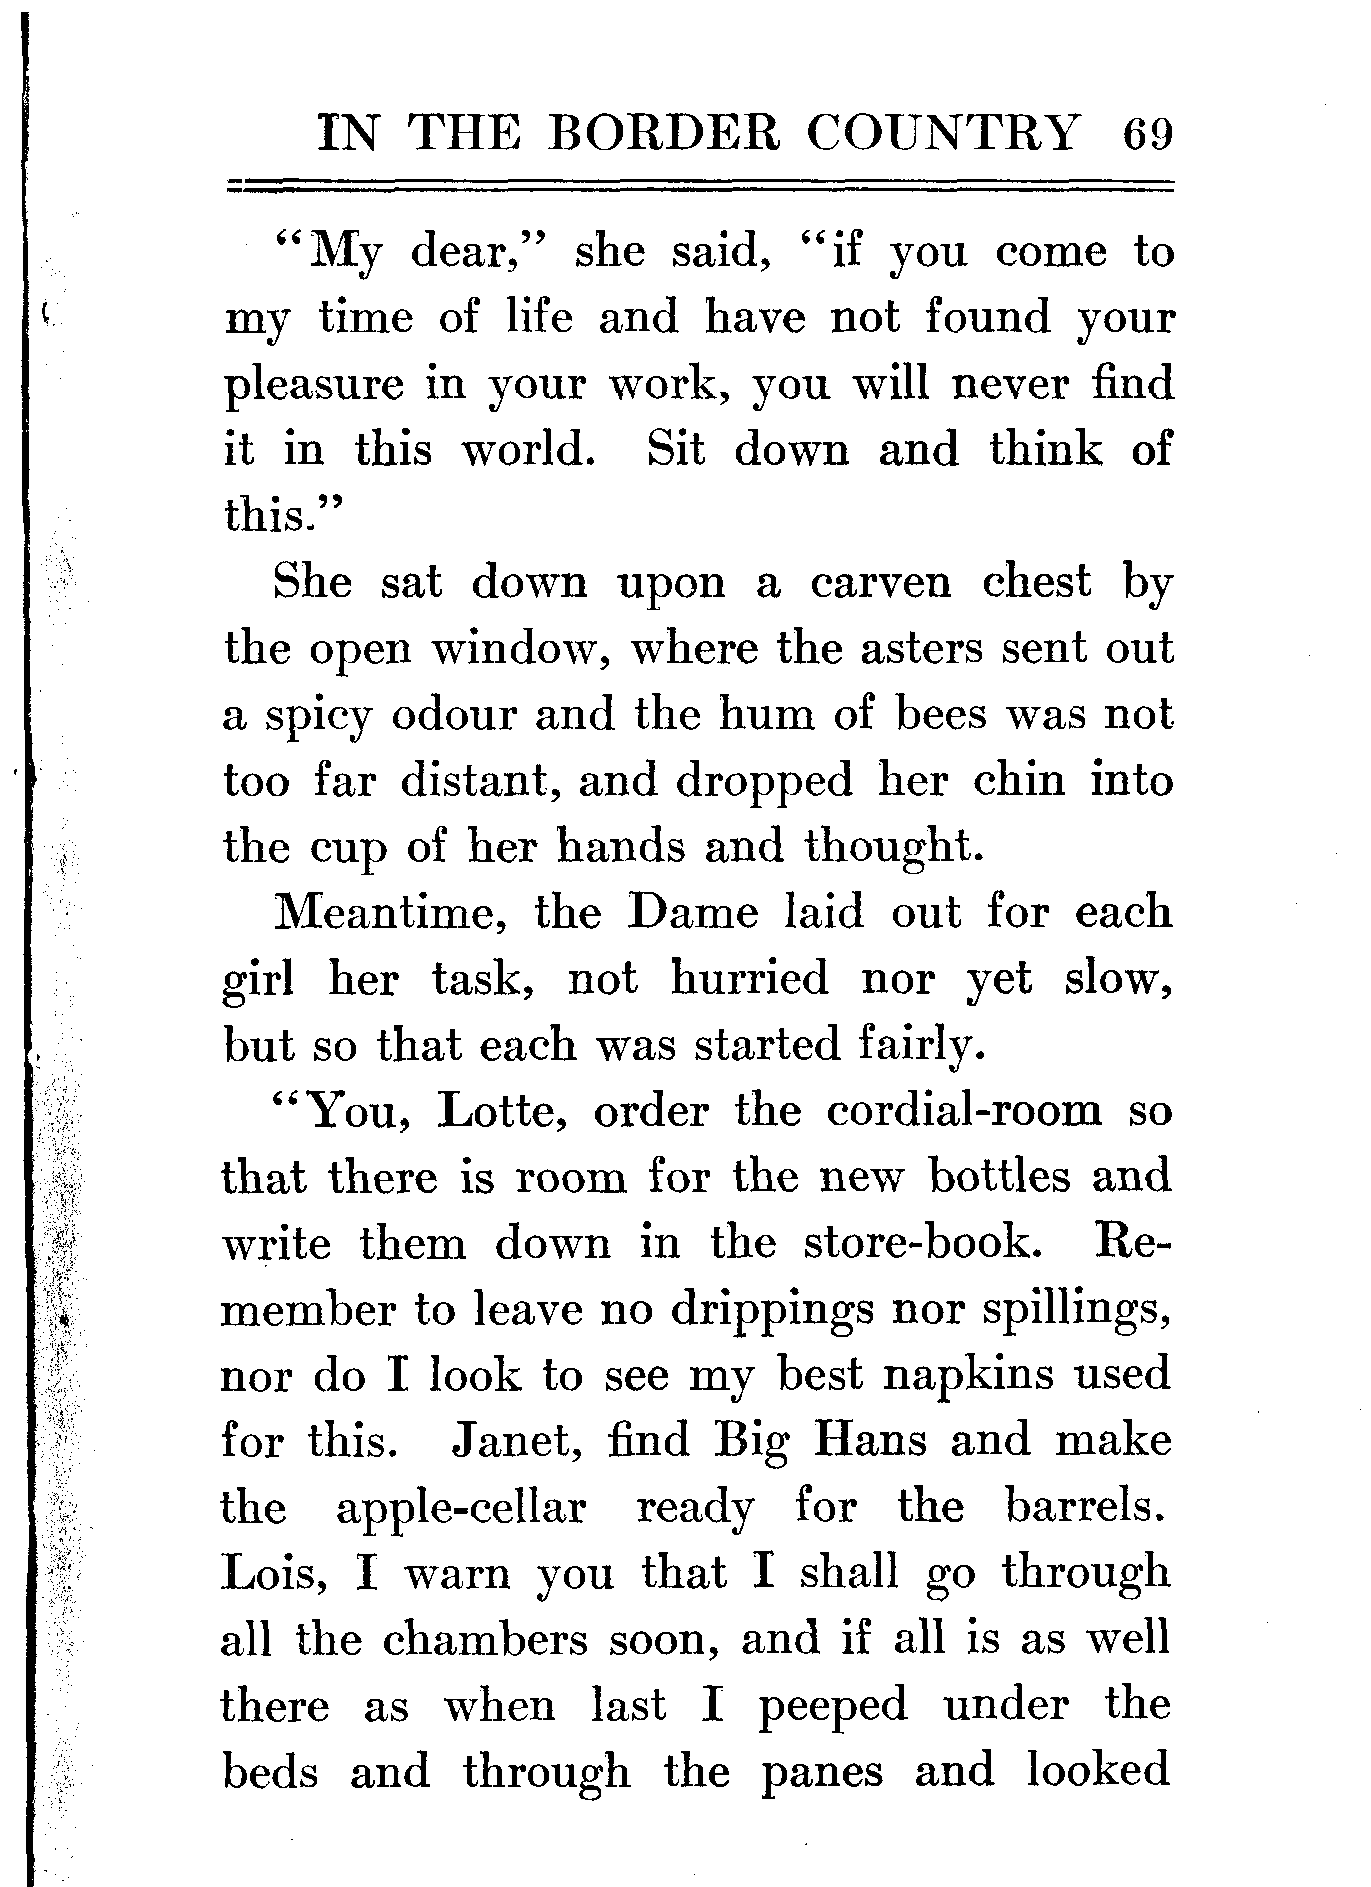 IN THE BORDER COUNTRY 69
“My dear,” she said, “if you come to
my time of life and have not found your
pleasure in your work, you will never find
it in this world. Sit down and think of
this.”
She sat down upon a carven chest by
the open window, where the asters sent out
a spicy odour and the hum of bees was not
too far distant, and dropped her chin into
the cup of her hands and thought.
Meantime, the Dame laid out for each
girl her task, not hurried nor yet slow,
but so that each was started fairly.
“You, Lotte, order the cordial-room so
that there is room for the new bottles and
write them down in the store-book. Re-
member to leave no drippings nor spillings,
nor do I look to see my best napkins used
for this. Janet, find Big Hans and make
the apple-cellar ready for the barrels.
Lois, I warn you that I shall go through
all the chambers soon, and if all is as well
there as when last I peeped under the
beds and through the panes and looked